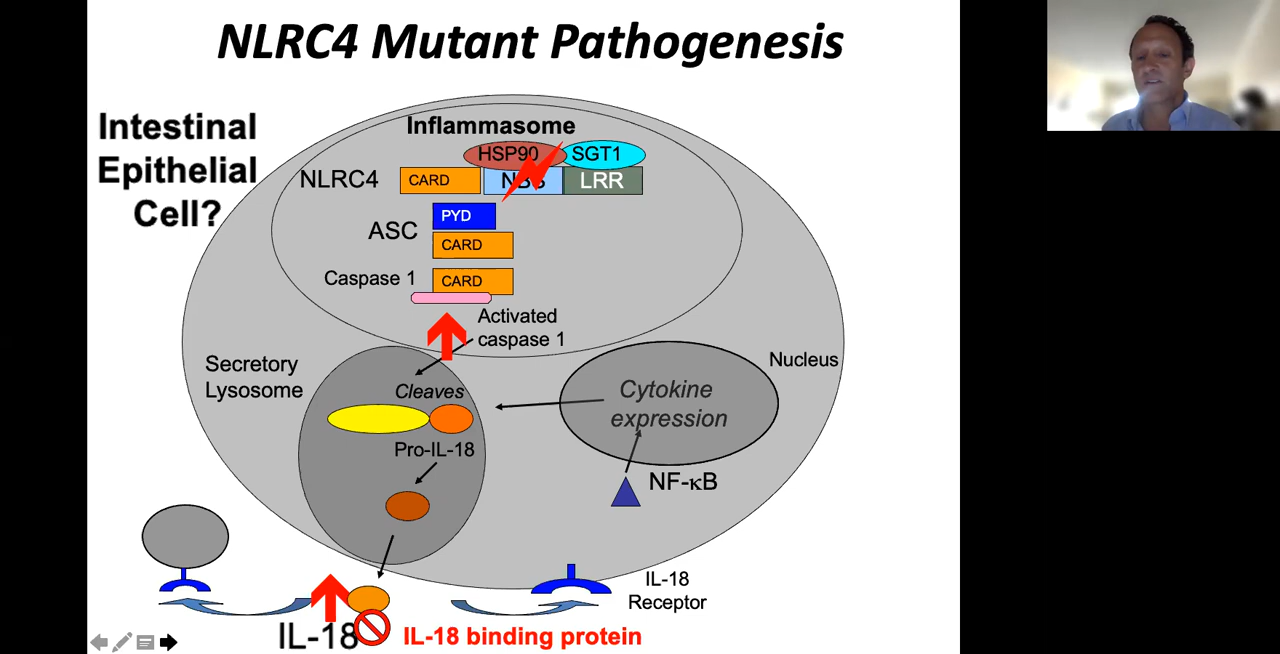 NLRC4 Mutant Pathogenesis
Intestinal
Epithelial
Cell?
Inflammasome
HSP90
SGT1
NLRC4
CARD
NBS
LRR
ASC
PYD
CARD
Caspase 1
CARD
Activated
caspase 1
Secretory
Lysosome
Cleaves
Pro-IL-18
Nucleus
Cytokine
expression
NF-κB
IL-18
Receptor
IL-18
IL-18 binding protein